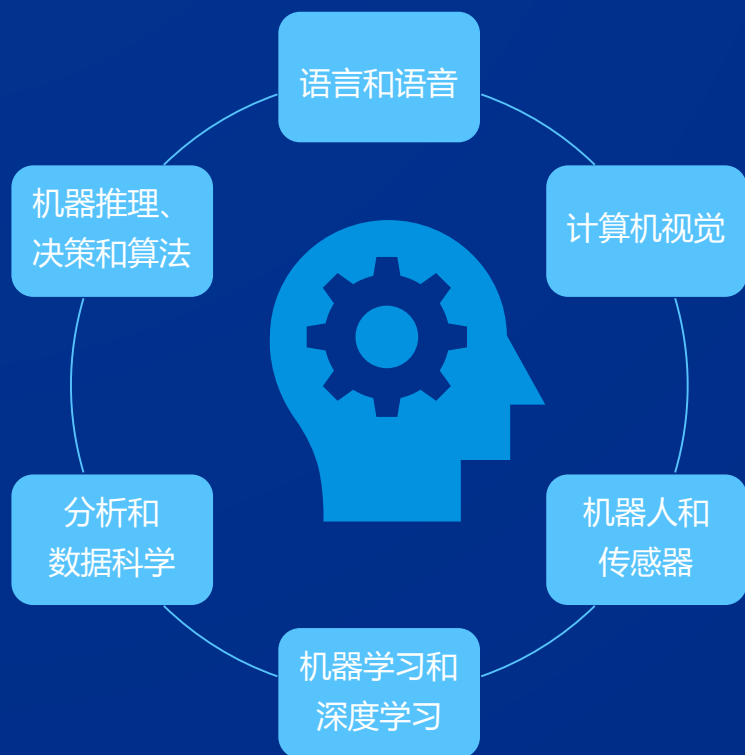 语言和语音
计算机视觉
机器人和
传感器
机器学习和
深度学习
分析和
数据科学
机器推理、
决策和算法